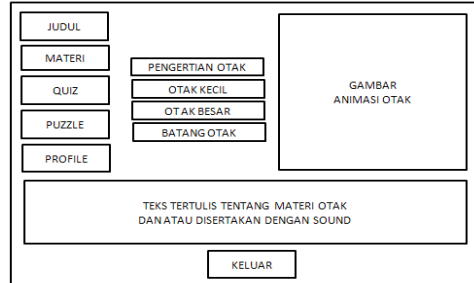 JUDUL
MATERI
QUIZ
PUZZLE
PROFILE
PENGERTIAN OTAK
OTAK KECIL
OTAK BESAR
BATANG OTAK
GAMBAR
ANIMASI OTAK
TEKS TERTULIS TENTANG MATERI OTAK
DAN ATAU DISERTAKAN DENGAN SOUND
KELUAR